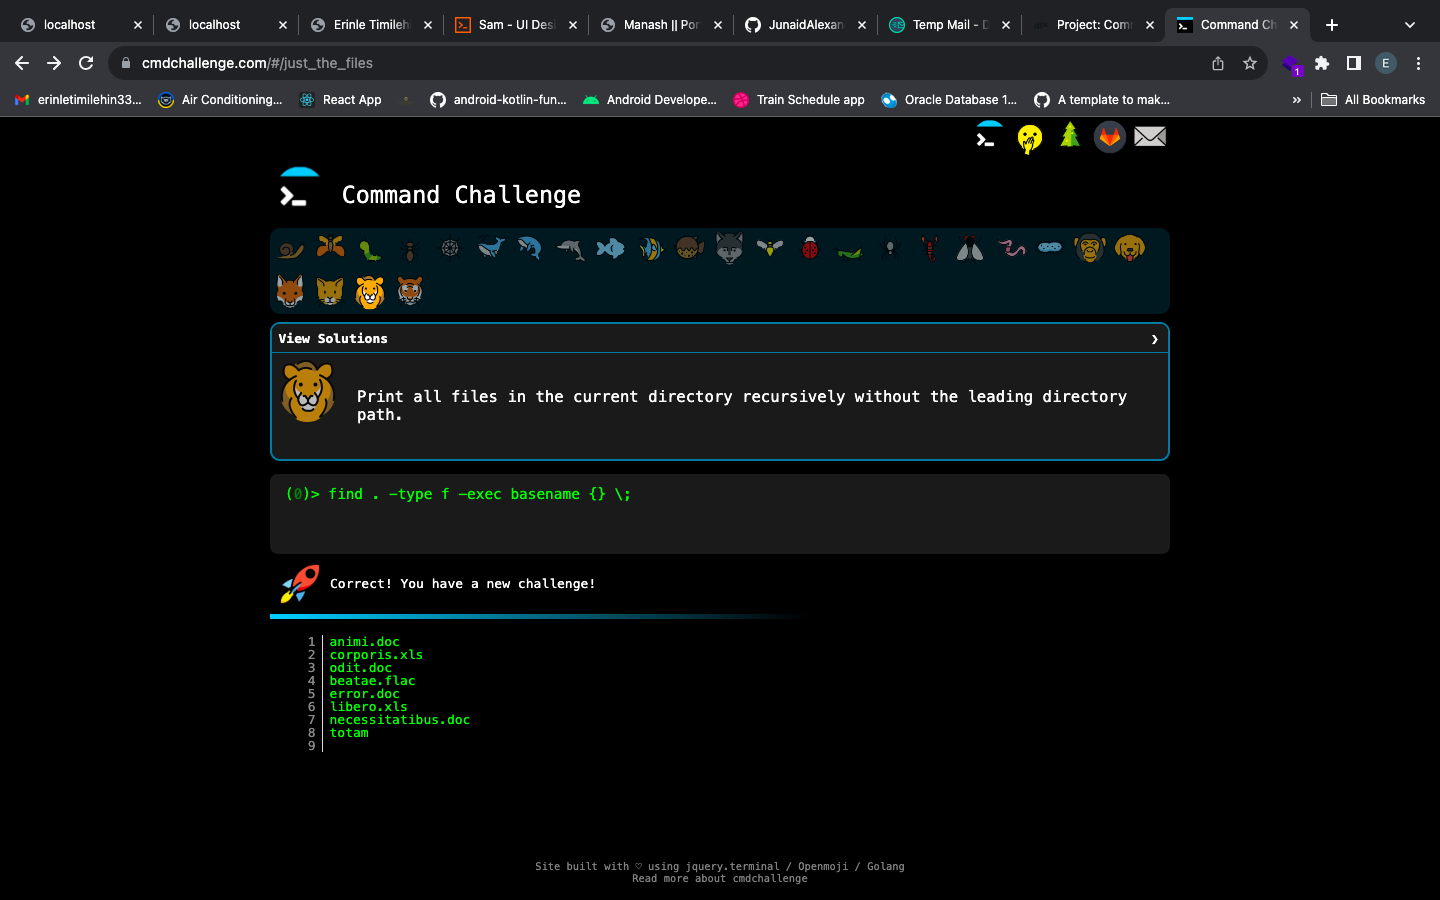 localhost
localhost
Erinle Timileh
Sam - UI Des
Manash || Por
JunaidAlexan
Temp Mail - D
Project: Com
Command Ch
cmdchallenge.com/#/just_the_files
E
1
erinletimilehin33...
Air Conditioning...
React App
android-kotlin-fun...
Android Develope...
Train Schedule app
Oracle Database 1...
A template to mak...
»
All Bookmarks
Command Challenge
View Solutions
Print all files in the current directory recursively without the leading directory
path.
(0)> find . -type f -exec basename {} \;
Correct! You have a new challenge!
1 animi.doc
2 corporis.xls
3 odit.doc
4 beatae.flac
5 error.doc
6 libero.xls
7 necessitatibus.doc
8 totam
9
Site built with ♡ using jquery.terminal / Openmoji / Golang
Read more about cmdchallenge